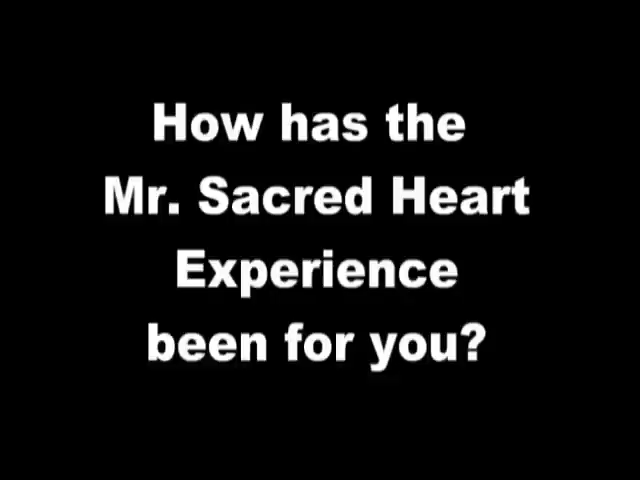 How has the
Mr. Sacred Heart
Experience
been for you?